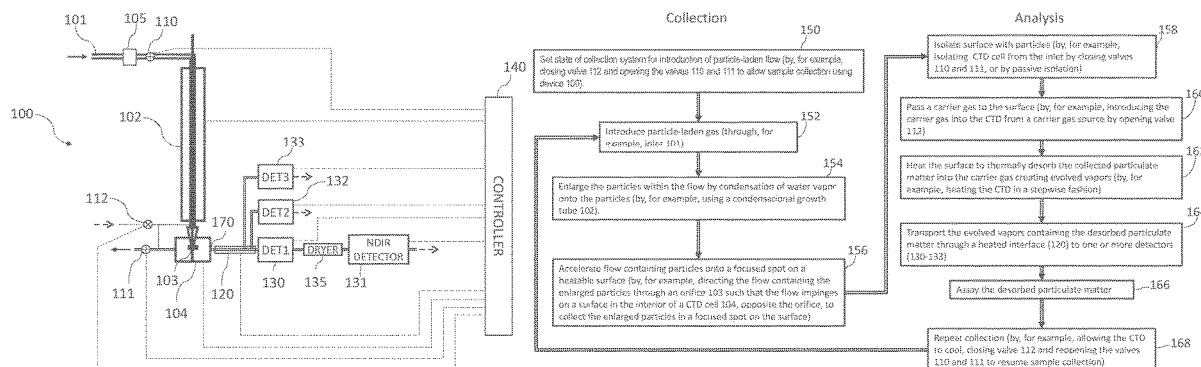 101
105
110
100
102
140
CONTROLLER
133
DET3
132
DET2
112
170
DET1
DRYER
NDIR
DETECTOR
111
103
104
120
130
135
131
Collection
150
Set state of collection system for introduction of particle-laden flow (by, for example,
closing valve 112 and opening the valves 110 and 111 to allow sample collection using
device 100).
152
Introduce particle-laden gas (through, for
example, inlet 101)
154
Enlarge the particles within the flow by condensation of water vapor
onto the particles (by, for example, using a condensational growth
tube 102).
156
Accelerate flow containing particles onto a focused spot on a
heatable surface (by, for example, directing the flow containing the
enlarged particles through an orifice 103 such that the flow impinges
on a surface in the interior of a CTD cell 104, opposite the orifice, to
collect the enlarged particles in a focused spot on the surface)
Analysis
158
Isolate surface with particles (by, for example,
isolating CTD cell from the inlet by closing
valves 110 and 111, or by passive isolation)
Pass a carrier gas to the surface (by, for example, introducing the
carrier gas into the CTD from a carrier gas source by opening valve
112)
Heat the surface to thermally desorb the collected particulate
matter into the carrier gas creating evolved vapors (by, for
example, heating the CTD in a stepwise fashion)
Transport the evolved vapors containing the desorbed particulate
matter through a heated interface (120) to one or more detectors
(130-133)
Assay the desorbed particulate matter
166
Repeat collection (by, for example, allowing the CTD
to cool, closing valve 112 and reopening the valves
110 and 111 to resume sample collection)
168